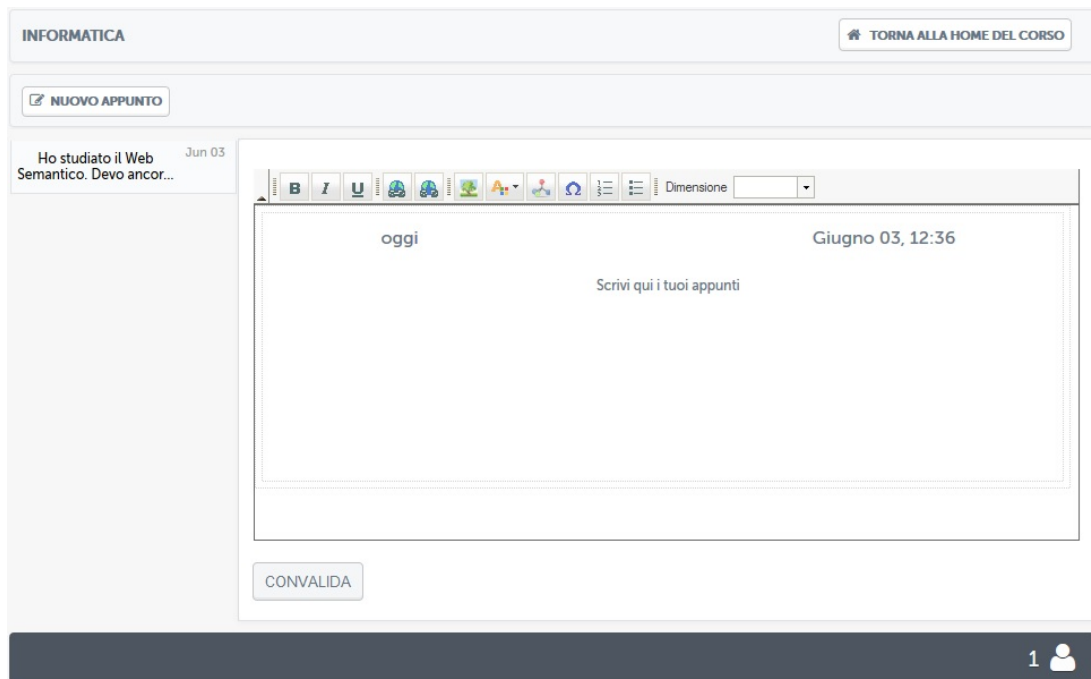 INFORMATICA
TORNA ALLA HOME DEL CORSO
NUOVO APPUNTO
Ho studiato il Web
Semantico. Devo ancor...
Jun 03
B I U A Ω Dimensione
oggi
Giugno 03, 12:36
Scrivi qui i tuoi appunti
CONVALIDA
1